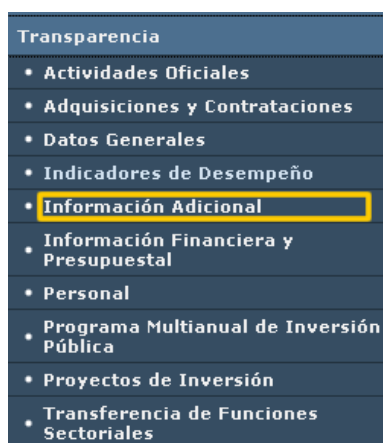 Transparencia
• Actividades Oficiales
• Adquisiciones y Contrataciones
• Datos Generales
• Indicadores de Desempeño
• Información Adicional
• Información Financiera y
Presupuestal
• Personal
• Programa Multianual de Inversión
Pública
• Proyectos de Inversión
• Transferencia de Funciones
Sectoriales